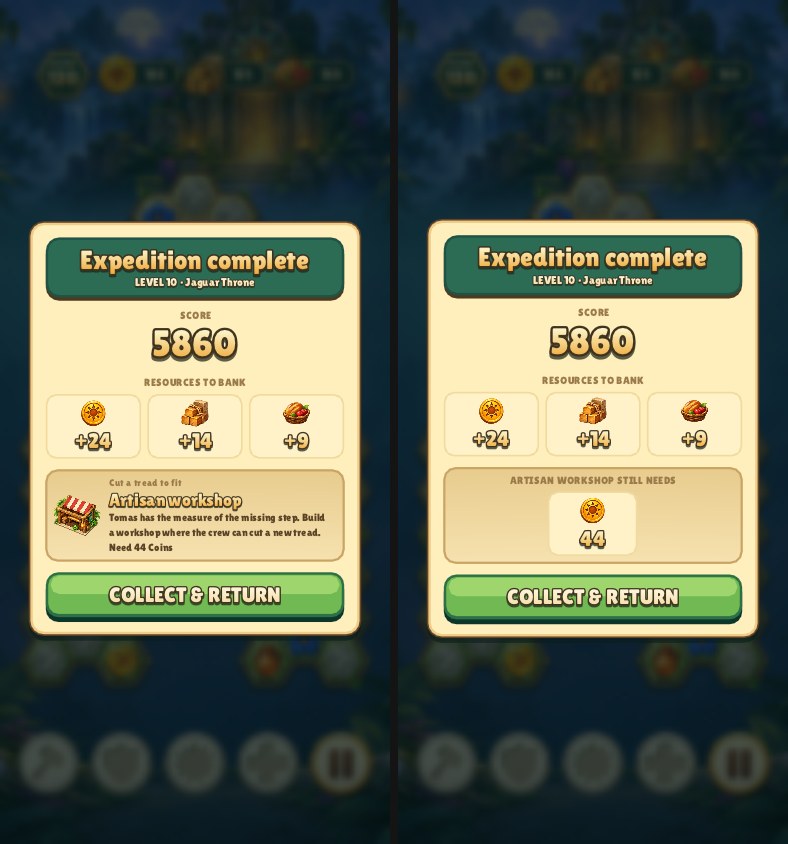 Expedition complete
LEVEL 10 · Jaguar Throne
SCORE
5860
RESOURCES TO BANK
+24
+14
+9
Cut a tread to fit
Artisan workshop
Tomas has the measure of the missing step. Build
a workshop where the crew can cut a new tread.
Need 44 Coins
COLLECT & RETURN
Expedition complete
LEVEL 10 · Jaguar Throne
SCORE
5860
RESOURCES TO BANK
+24
+14
+9
ARTISAN WORKSHOP STILL NEEDS
44
COLLECT & RETURN